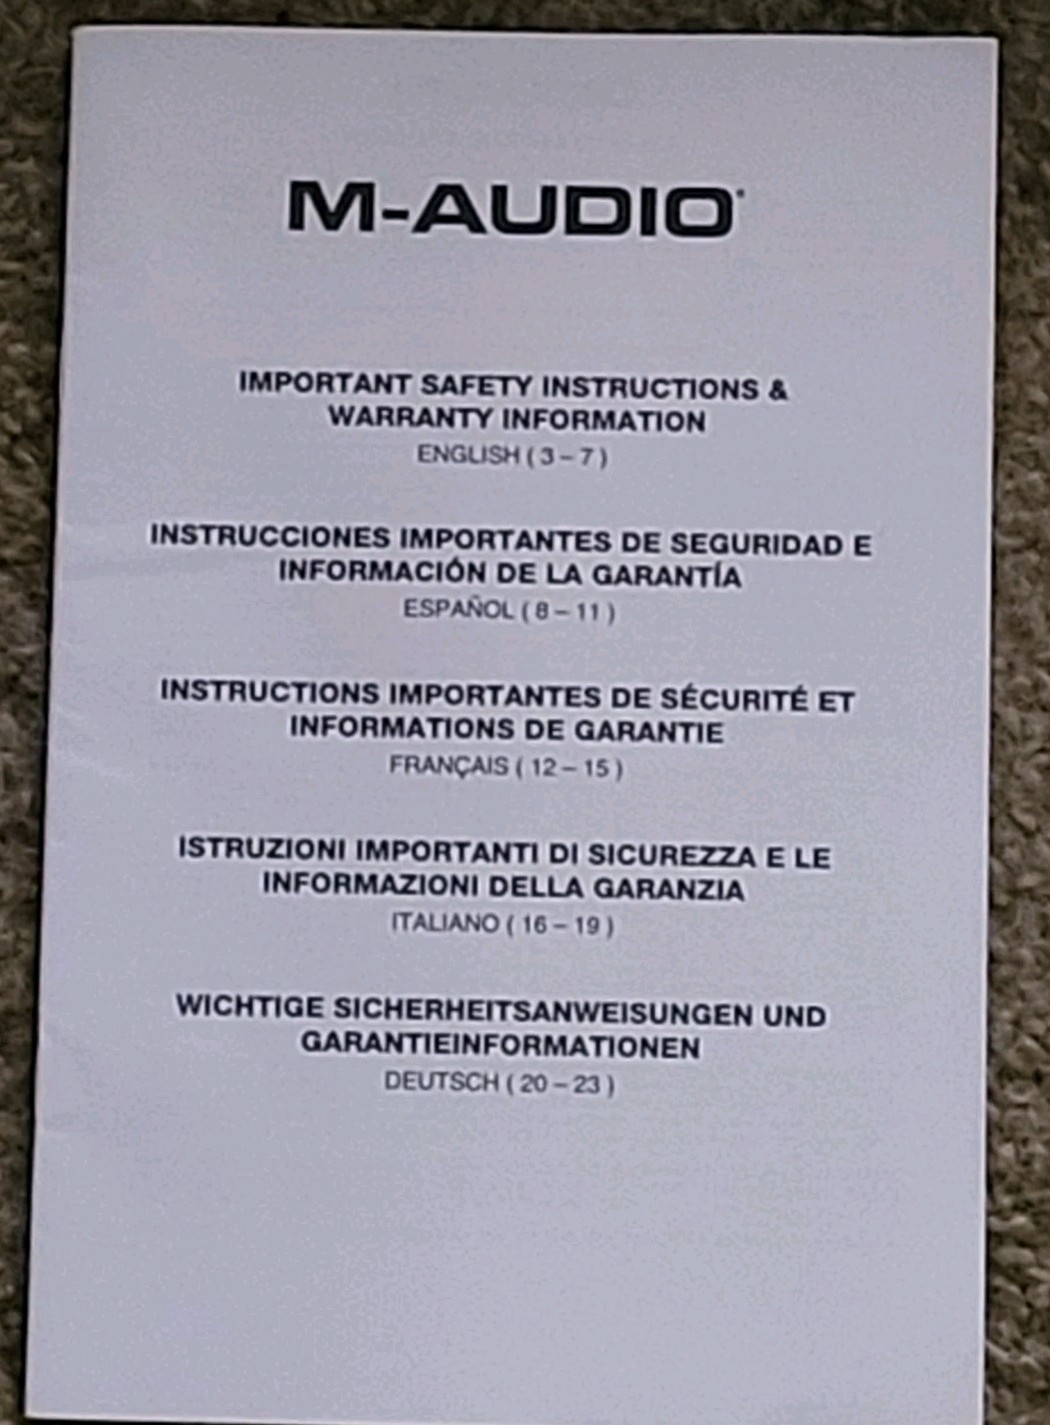 M-AUDIO
IMPORTANT SAFETY INSTRUCTIONS &
WARRANTY INFORMATION
ENGLISH ( 3 – 7 )
INSTRUCCIONES IMPORTANTES DE SEGURIDAD E
INFORMACIÓN DE LA GARANTÍA
ESPAÑOL ( 8 – 11 )
INSTRUCTIONS IMPORTANTES DE SÉCURITÉ ET
INFORMATIONS DE GARANTIE
FRANÇAIS ( 12 – 15 )
ISTRUZIONI IMPORTANTI DI SICUREZZA E LE
INFORMAZIONI DELLA GARANZIA
ITALIANO ( 16 – 19 )
WICHTIGE SICHERHEITSANWEISUNGEN UND
GARANTIEINFORMATIONEN
DEUTSCH ( 20 – 23 )